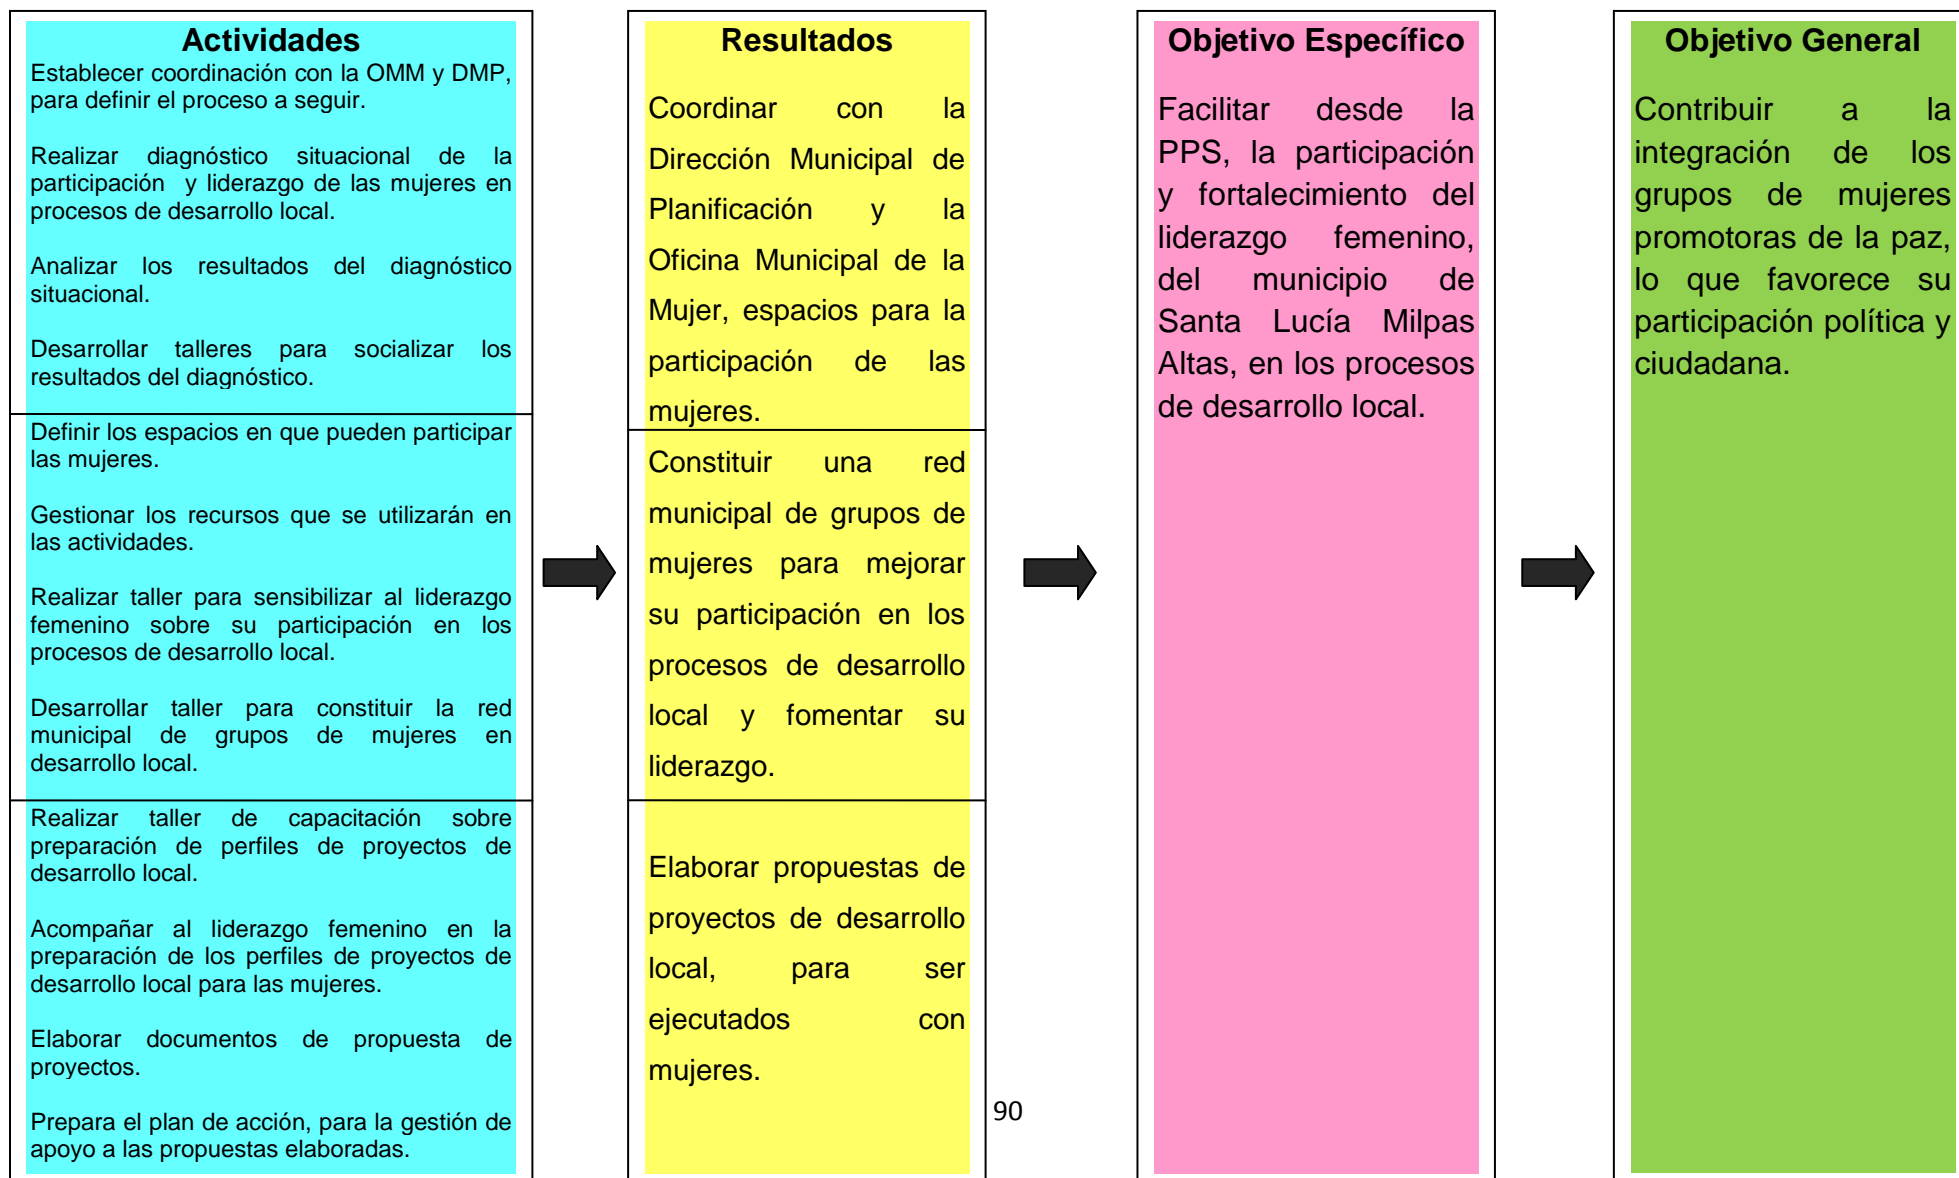 Actividades
Establecer coordinación con la OMM y DMP,
para definir el proceso a seguir.
Realizar diagnóstico situacional de la
participación y liderazgo de las mujeres en
procesos de desarrollo local.
Analizar los resultados del diagnóstico
situacional.
Desarrollar talleres para socializar los
resultados del diagnóstico.
Definir los espacios en que pueden participar
las mujeres.
Gestionar los recursos que se utilizarán en
las actividades.
Realizar taller para sensibilizar al liderazgo
femenino sobre su participación en los
procesos de desarrollo local.
Desarrollar taller para constituir la red
municipal de grupos de mujeres en
desarrollo local.
Realizar taller de capacitación sobre
preparación de perfiles de proyectos de
desarrollo local.
Acompañar al liderazgo femenino en la
preparación de los perfiles de proyectos de
desarrollo local para las mujeres.
Elaborar documentos de propuesta de
proyectos.
Prepara el plan de acción, para la gestión de
apoyo a las propuestas elaboradas.
Resultados
Coordinar con la
Dirección Municipal de
Planificación y la
Oficina Municipal de la
Mujer, espacios para la
participación de las
mujeres.
Constituir una red
municipal de grupos de
mujeres para mejorar
su participación en los
procesos de desarrollo
local y fomentar su
liderazgo.
Elaborar propuestas de
proyectos de desarrollo
local, para ser
ejecutados con
mujeres.
Objetivo Específico
Facilitar desde la
PPS, la participación
y fortalecimiento del
liderazgo femenino,
del municipio de
Santa Lucía Milpas
Altas, en los procesos
de desarrollo local.
Objetivo General
Contribuir a la
integración de los
grupos de mujeres
promotoras de la paz,
lo que favorece su
participación política y
ciudadana.
90